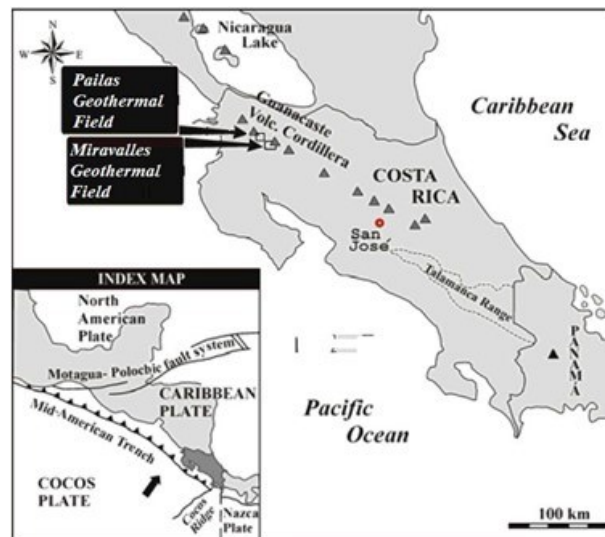 N
W
E
S
Nicaragua
Lake
Pailas
Geothermal
Field
Miravalles
Geothermal
Field
Guanacaste
Volc. Cordillera
Caribbean
Sea
COSTA
RICA
San
José
Talamanca Range
PANAMÁ
Pacific
Ocean
100 km
INDEX MAP
North
American
Plate
Motagua- Polochic fault system
CARIBBEAN
PLATE
Mid-American Trench
COCOS
PLATE
Cocos
Ridge
Nazca
Plate